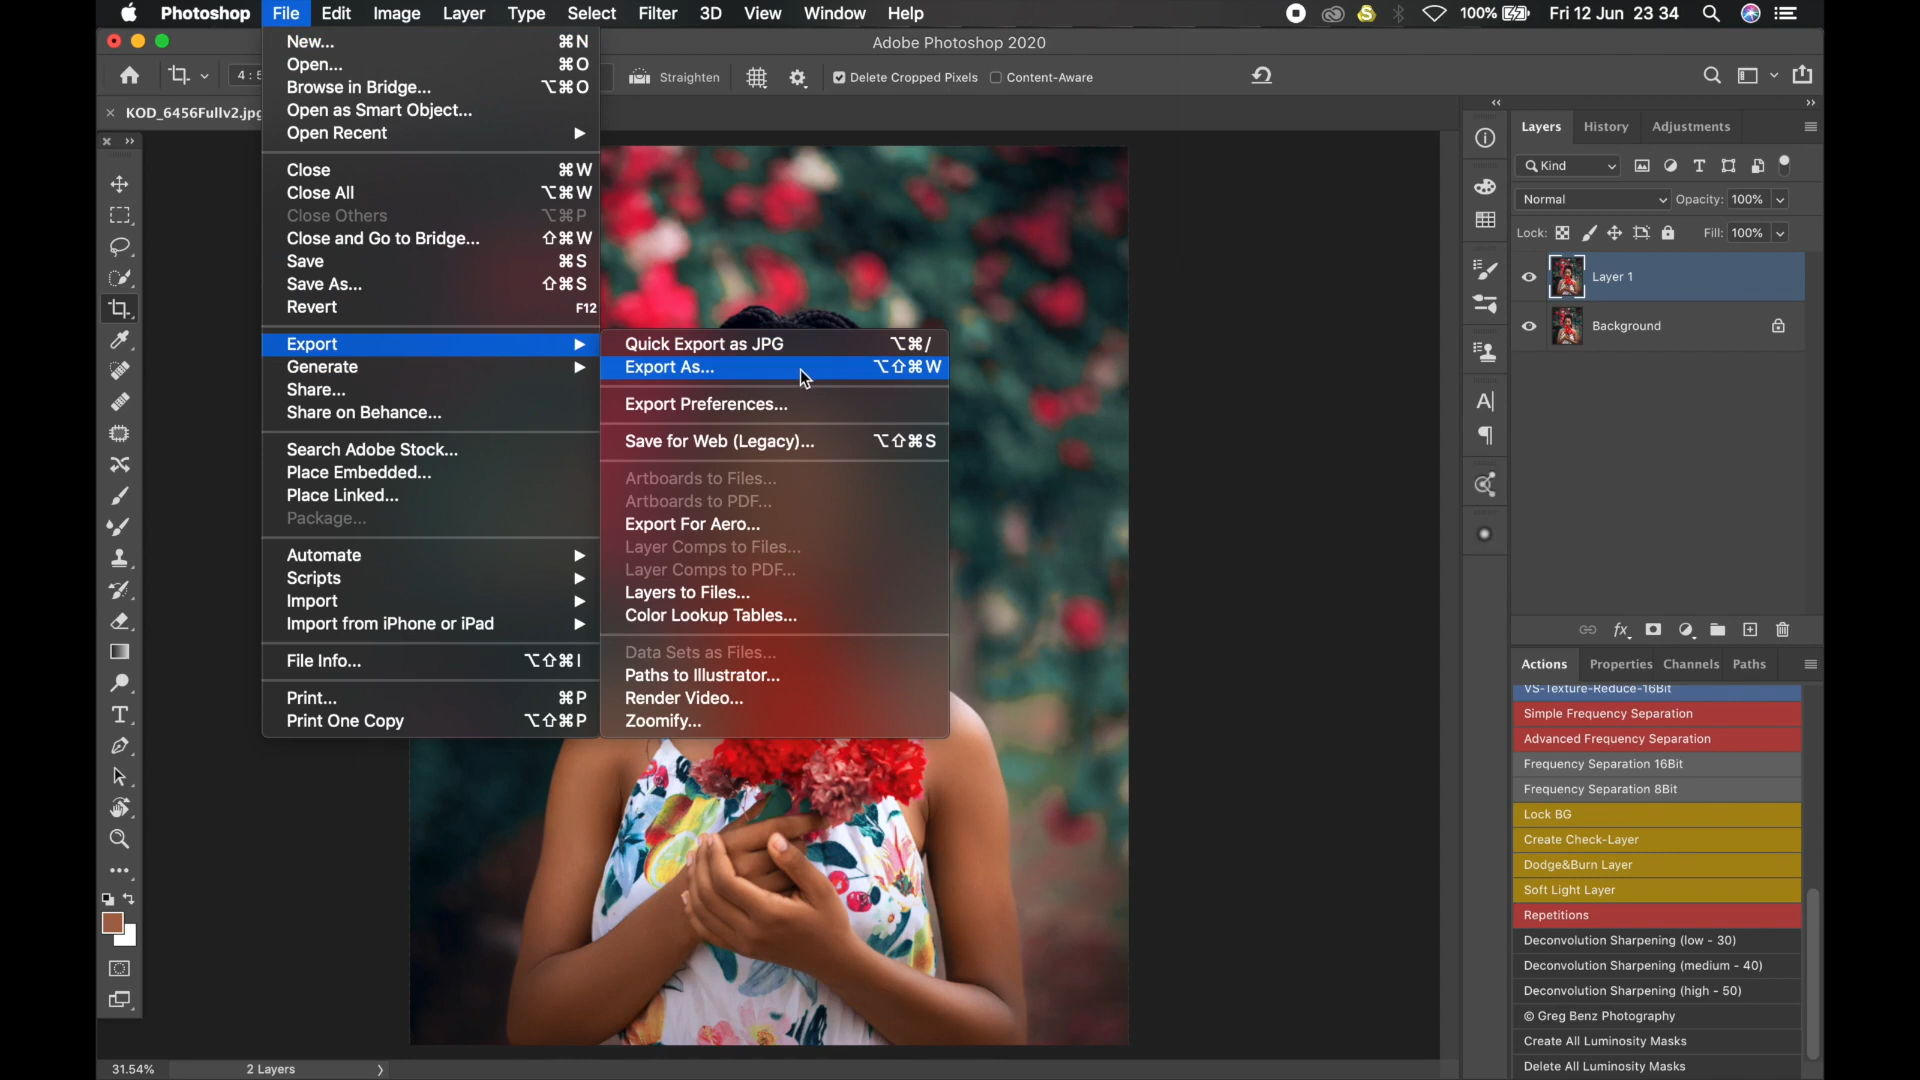 Photoshop File Edit Image Layer Type Select Filter 3D View Window Help 100% Fri 12 Jun 23 34
Adobe Photoshop 2020
4 : 5 Straighten Delete Cropped Pixels Content-Aware
× KOD_6456Fullv2.jpg
New... ⌘N
Open... ⌘O
Browse in Bridge... ⌥⌘O
Open as Smart Object...
Open Recent ▶
Close ⌘W
Close All ⌥⌘W
Close Others ⌥⌘P
Close and Go to Bridge... ⇧⌘W
Save ⌘S
Save As... ⇧⌘S
Revert F12
Export ▶
Generate ▶
Share...
Share on Behance...
Search Adobe Stock...
Place Embedded...
Place Linked...
Package...
Automate ▶
Scripts ▶
Import ▶
Import from iPhone or iPad ▶
File Info... ⌥⇧⌘I
Print... ⌘P
Print One Copy ⌥⇧⌘P
Quick Export as JPG ⌥⌘/
Export As... ⌥⇧⌘W
Export Preferences...
Save for Web (Legacy)... ⌥⇧⌘S
Artboards to Files...
Artboards to PDF...
Export For Aero...
Layer Comps to Files...
Layer Comps to PDF...
Layers to Files...
Color Lookup Tables...
Data Sets as Files...
Paths to Illustrator...
Render Video...
Zoomify...
Layers History Adjustments
Kind
Normal Opacity: 100%
Lock: Fill: 100%
Layer 1
Background
fx
Actions Properties Channels Paths
VS-Texture-Reduce-16Bit
Simple Frequency Separation
Advanced Frequency Separation
Frequency Separation 16Bit
Frequency Separation 8Bit
Lock BG
Create Check-Layer
Dodge&Burn Layer
Soft Light Layer
Repetitions
Deconvolution Sharpening (low - 30)
Deconvolution Sharpening (medium - 40)
Deconvolution Sharpening (high - 50)
© Greg Benz Photography
Create All Luminosity Masks
Delete All Luminosity Masks
31.54% 2 Layers